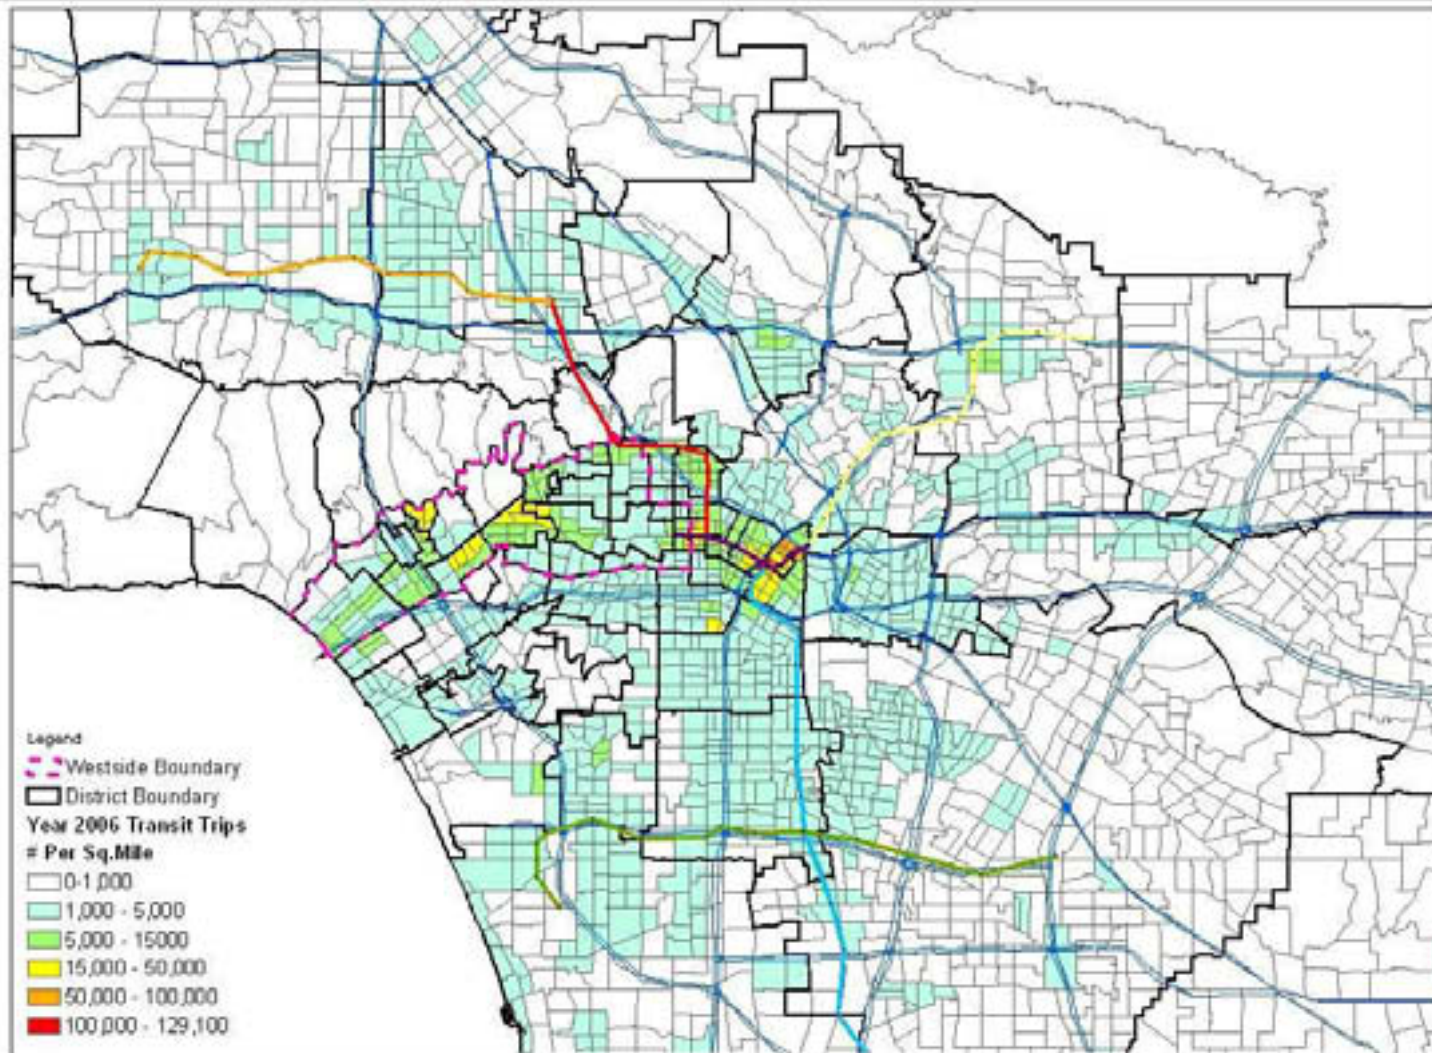 Legend
Westside Boundary
District Boundary
Year 2006 Transit Trips
# Per Sq.Mile
0-1,000
1,000 - 5,000
5,000 - 15000
15,000 - 50,000
50,000 - 100,000
100,000 - 129,100